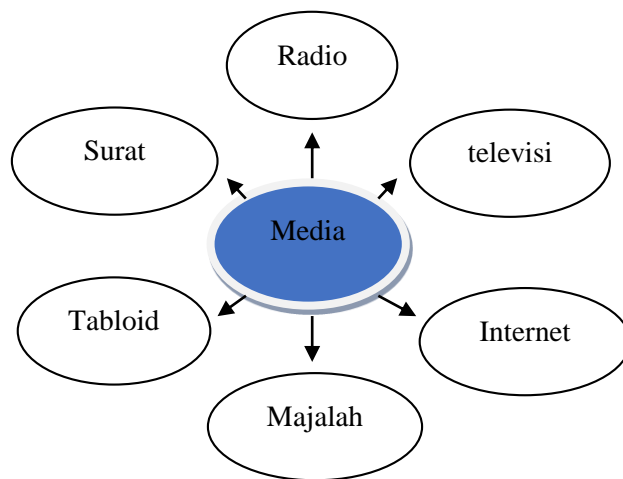 Radio
Surat
televisi
Media
Tabloid
Internet
Majalah